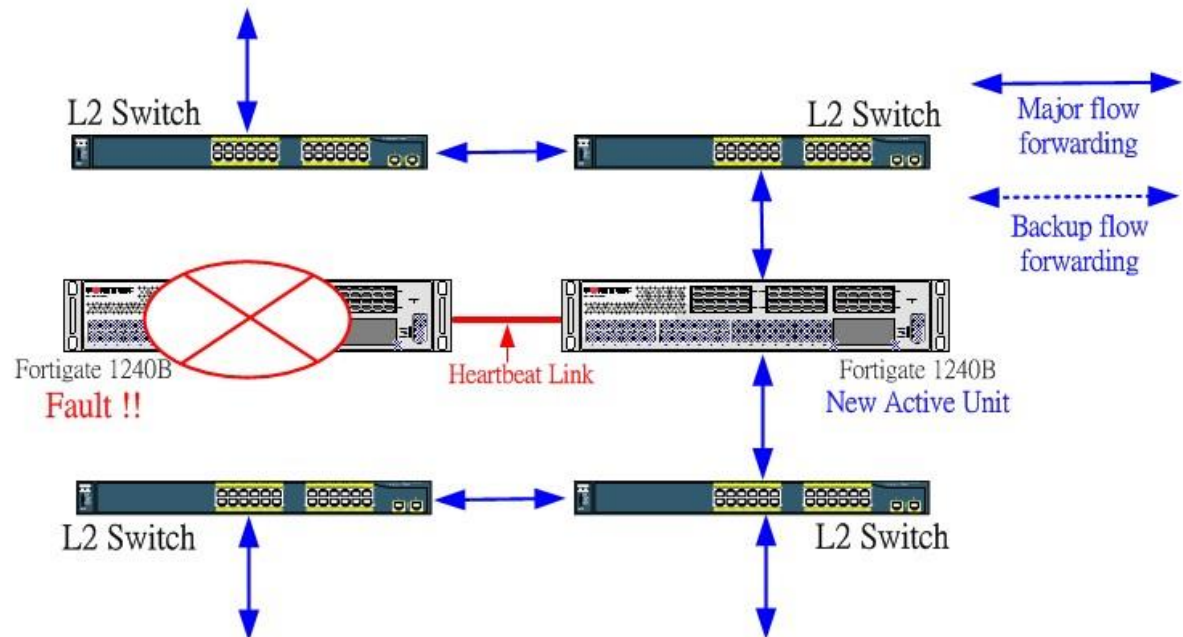 L2 Switch
L2 Switch
Major flow
forwarding
Backup flow
forwarding
Fortigate 1240B
Fault !!
Heartbeat Link
Fortigate 1240B
New Active Unit
L2 Switch
L2 Switch